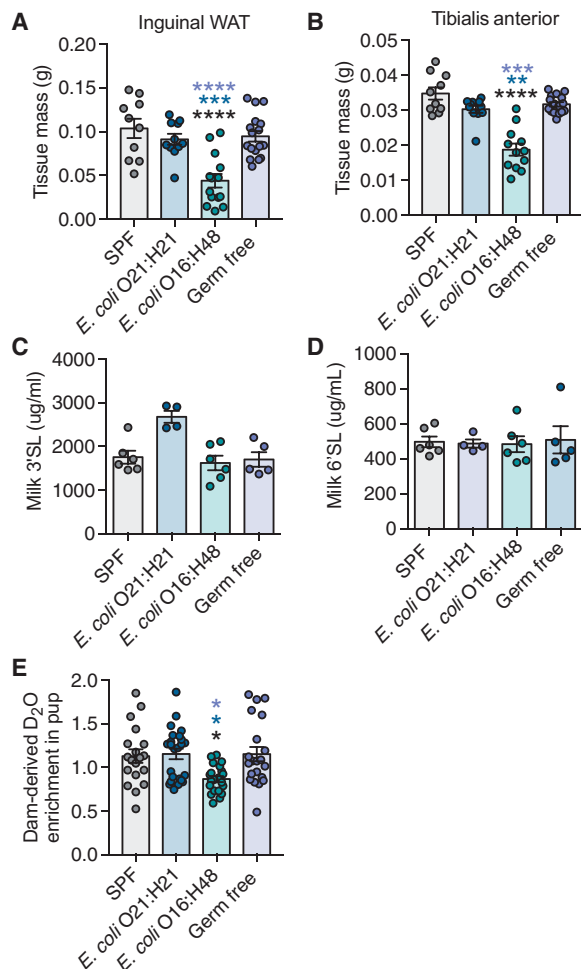 A
Inguinal WAT
****
***
****
Tissue mass (g)
0.20
0.15
0.10
0.05
0.00
SPF
E. coli O21:H21
E. coli O16:H48
Germ free
B
Tibialis anterior
***
**
****
Tissue mass (g)
0.05
0.04
0.03
0.02
0.01
0.00
SPF
E. coli O21:H21
E. coli O16:H48
Germ free
C
Milk 3'SL (ug/ml)
4000
3000
2000
1000
0
SPF
E. coli O21:H21
E. coli O16:H48
Germ free
D
Milk 6'SL (ug/mL)
1000
800
600
400
200
0
SPF
E. coli O21:H21
E. coli O16:H48
Germ free
E
*
*
*
Dam-derived D₂O
enrichment in pup
2.0
1.5
1.0
0.5
0.0
SPF
E. coli O21:H21
E. coli O16:H48
Germ free